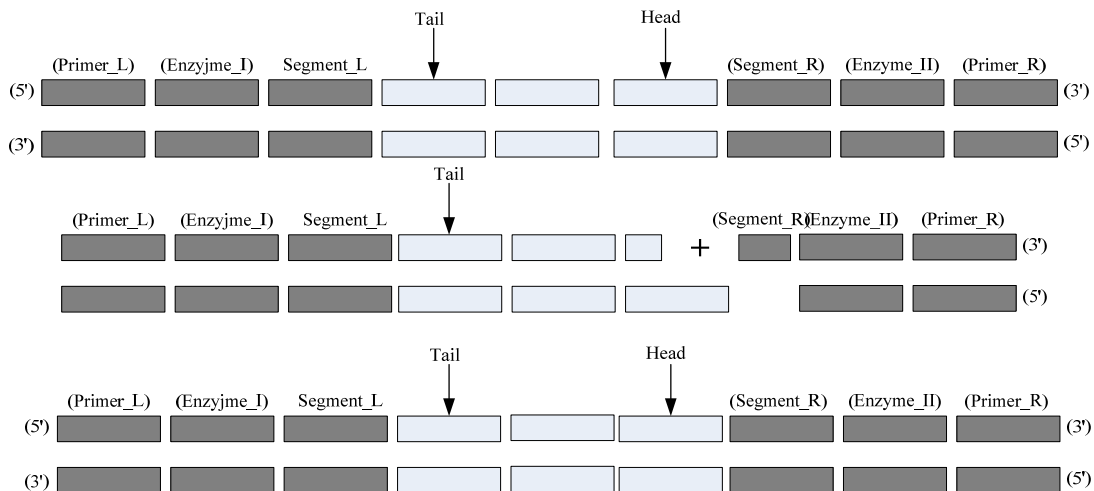 Tail Head
(Primer_L) (Enzyjme_I) Segment_L (Segment_R) (Enzyme_II) (Primer_R)
(5') (3')
(3') (5')
Tail
(Primer_L) (Enzyjme_I) Segment_L (Segment_R) (Enzyme_II) (Primer_R)
+ (3')
(5')
Tail Head
(Primer_L) (Enzyjme_I) Segment_L (Segment_R) (Enzyme_II) (Primer_R)
(5') (3')
(3') (5')